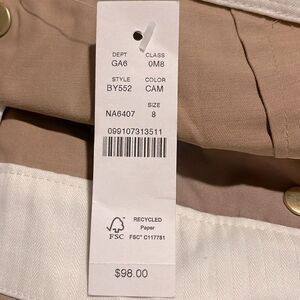 DEPT CLASS
GA6 0M8
STYLE COLOR
BY552 CAM
SIZE
NA6407 8
099107313511
RECYCLED
Paper
FSC FSC® C117781
$98.00